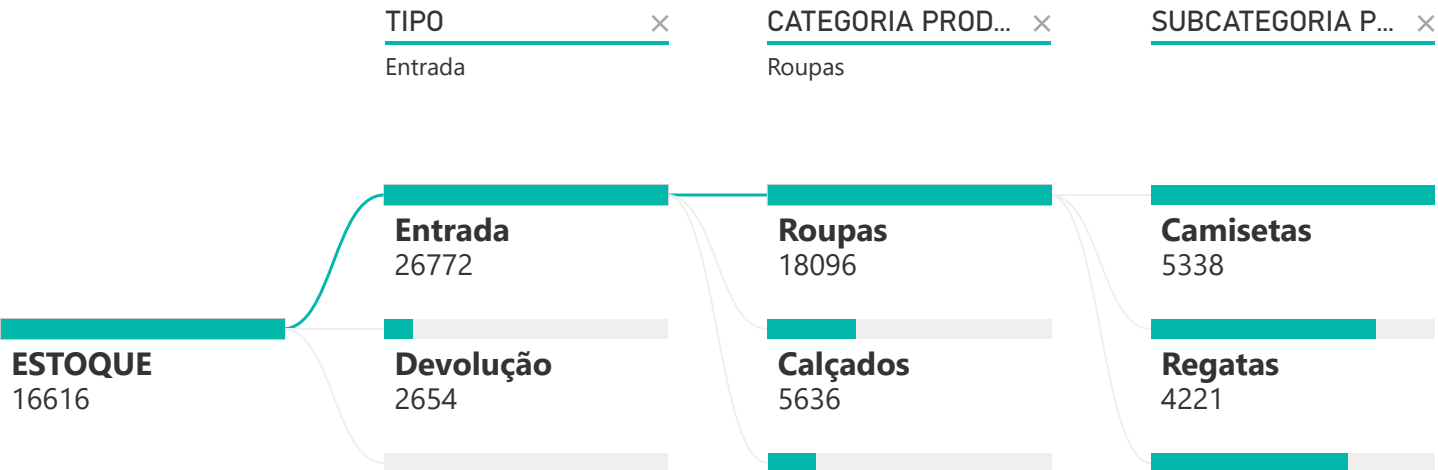 TIPO
CATEGORIA PROD...
SUBCATEGORIA P...
Entrada
Roupas
Entrada
26772
Roupas
18096
Camisetas
5338
ESTOQUE
16616
Devolução
2654
Calçados
5636
Regatas
4221